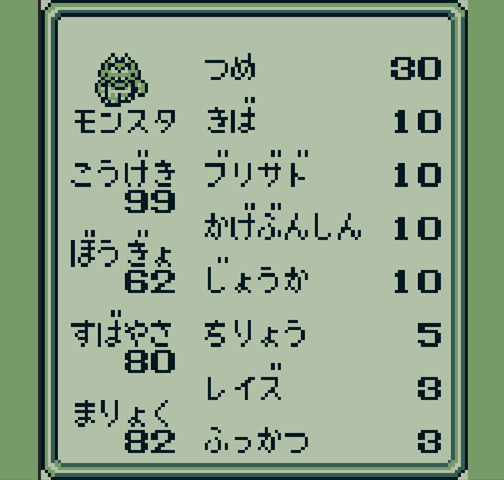 つめ 30
モンスタ きば 10
こうげき ブリザド 10
99
かげぶんしん 10
ぼうぎょ
62 じょうか 10
すばやさ ちりょう 5
80
レイズ 3
まりょく
82 ふっかつ 3